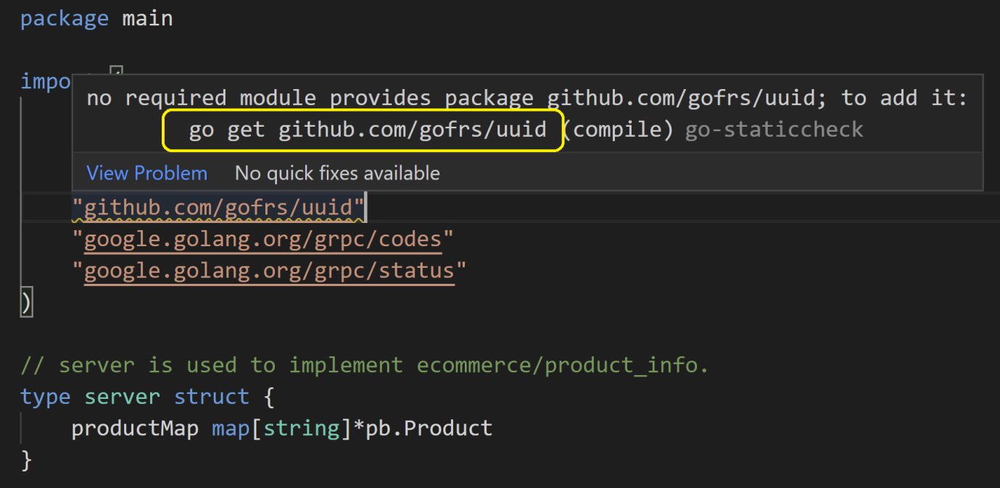 package main
impo
no required module provides package github.com/gofrs/uuid; to add it:
go get github.com/gofrs/uuid (compile) go-staticcheck
View Problem No quick fixes available
"github.com/gofrs/uuid"
"google.golang.org/grpc/codes"
"google.golang.org/grpc/status"
)
// server is used to implement ecommerce/product_info.
type server struct {
productMap map[string]*pb.Product
}